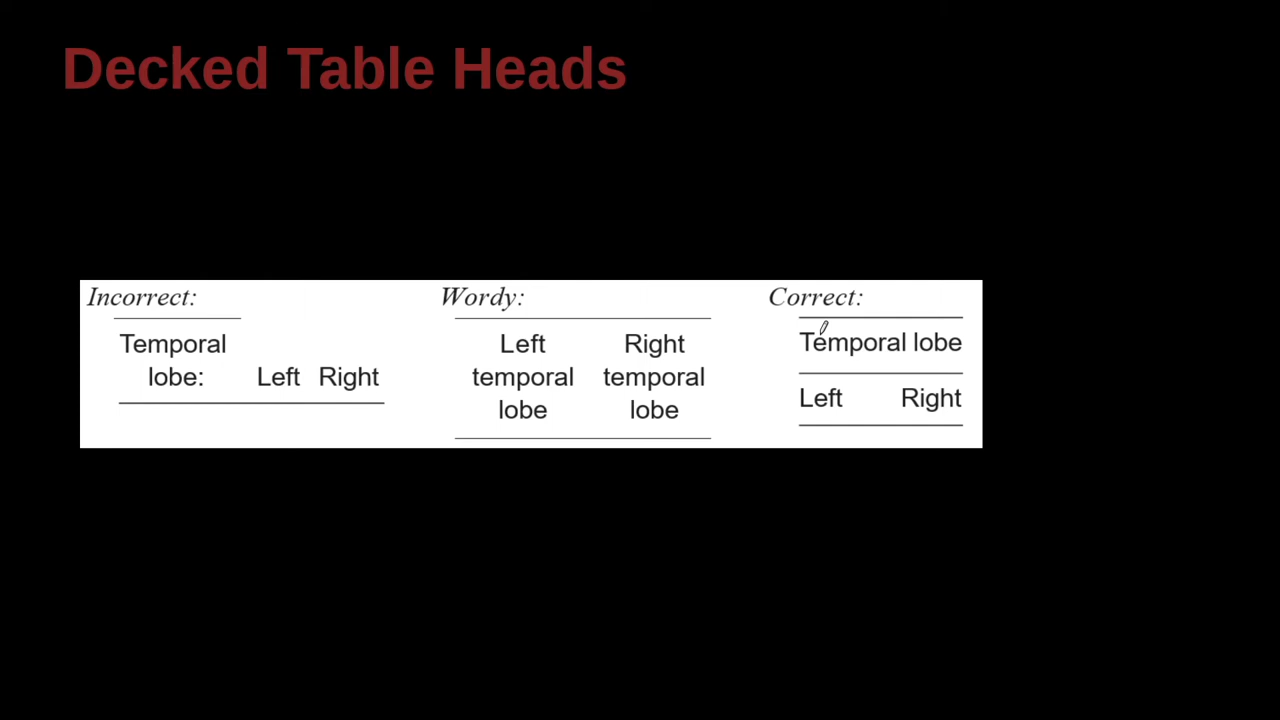 Decked Table Heads
Incorrect:
Temporal
lobe: Left Right
Wordy:
Left Right
temporal temporal
lobe lobe
Correct:
Temporal lobe
Left Right